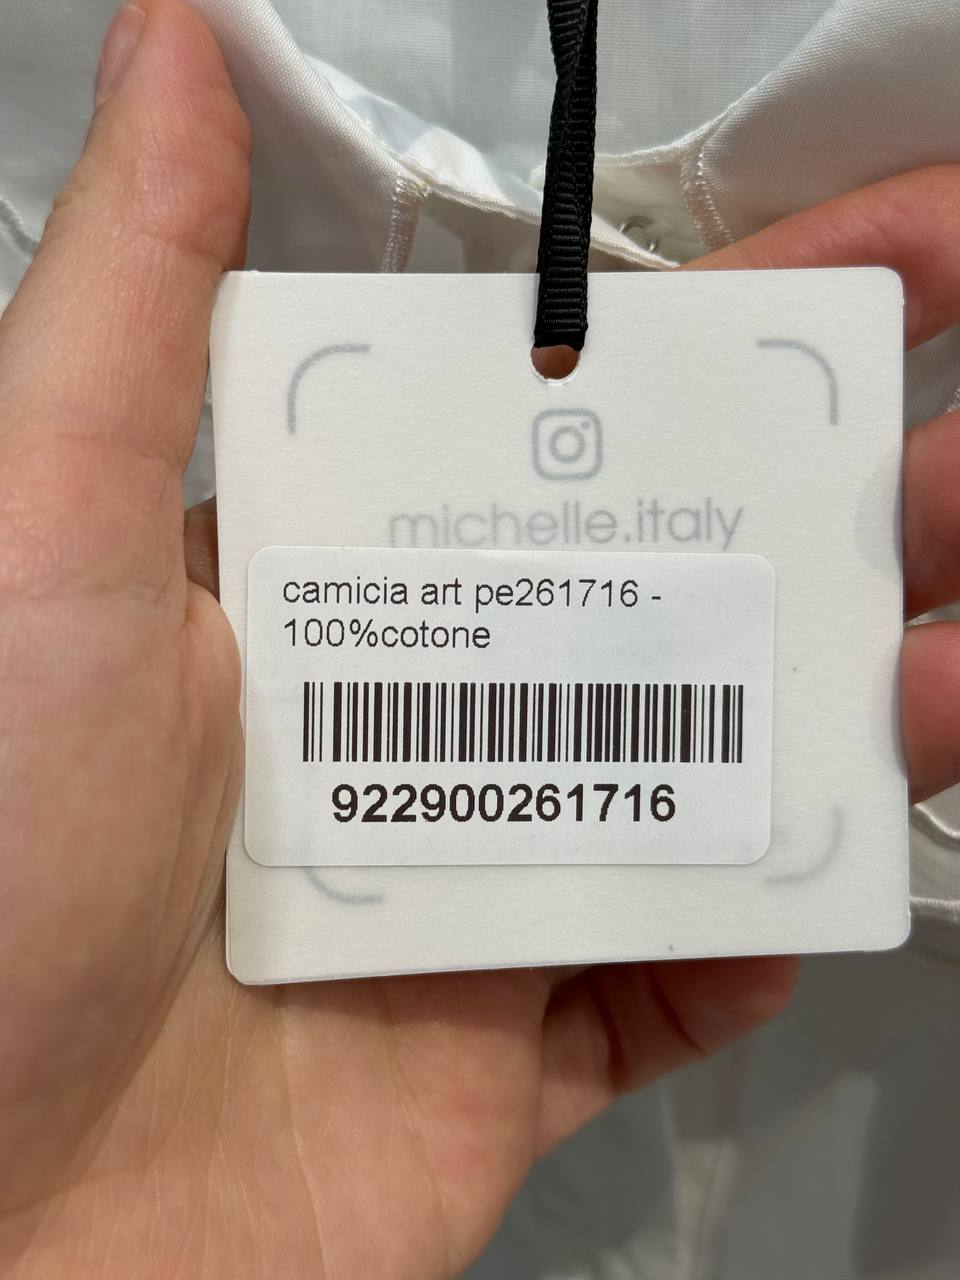 michelle.italy
camicia art pe261716 -
100%cotone
922900261716